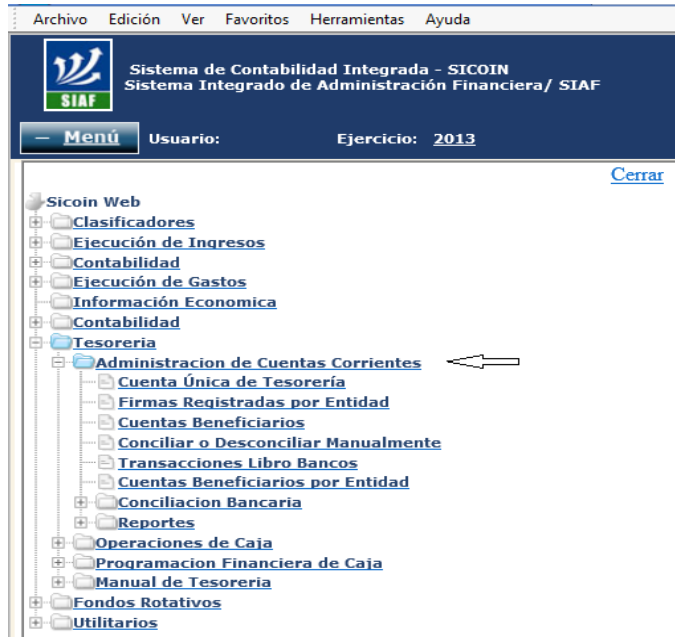 Archivo Edición Ver Favoritos Herramientas Ayuda
Sistema de Contabilidad Integrada - SICOIN
Sistema Integrado de Administración Financiera/ SIAF
SIAF
— Menú Usuario: Ejercicio: 2013
Cerrar
Sicoin Web
Clasificadores
Ejecución de Ingresos
Contabilidad
Ejecución de Gastos
Información Economica
Contabilidad
Tesoreria
Administracion de Cuentas Corrientes
Cuenta Única de Tesorería
Firmas Registradas por Entidad
Cuentas Beneficiarios
Conciliar o Desconciliar Manualmente
Transacciones Libro Bancos
Cuentas Beneficiarios por Entidad
Conciliacion Bancaria
Reportes
Operaciones de Caja
Programacion Financiera de Caja
Manual de Tesoreria
Fondos Rotativos
Utilitarios